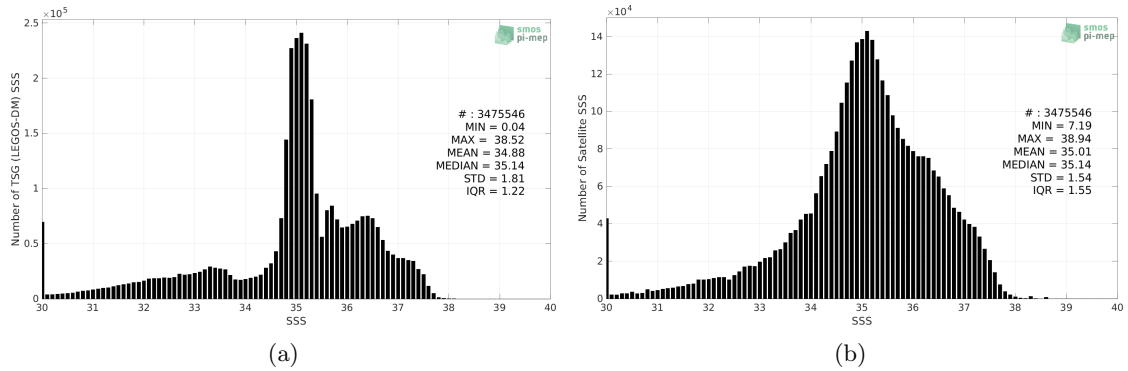 ×10⁵
2.5
2
1.5
1
0.5
0
Number of TSG (LEGOS-DM) SSS
smos
pi-mep
# : 3475546
MIN = 0.04
MAX = 38.52
MEAN = 34.88
MEDIAN = 35.14
STD = 1.81
IQR = 1.22
30 31 32 33 34 35 36 37 38 39 40
SSS
(a)
×10⁴
14
12
10
8
6
4
2
0
Number of Satellite SSS
smos
pi-mep
# : 3475546
MIN = 7.19
MAX = 38.94
MEAN = 35.01
MEDIAN = 35.14
STD = 1.54
IQR = 1.55
30 31 32 33 34 35 36 37 38 39 40
SSS
(b)